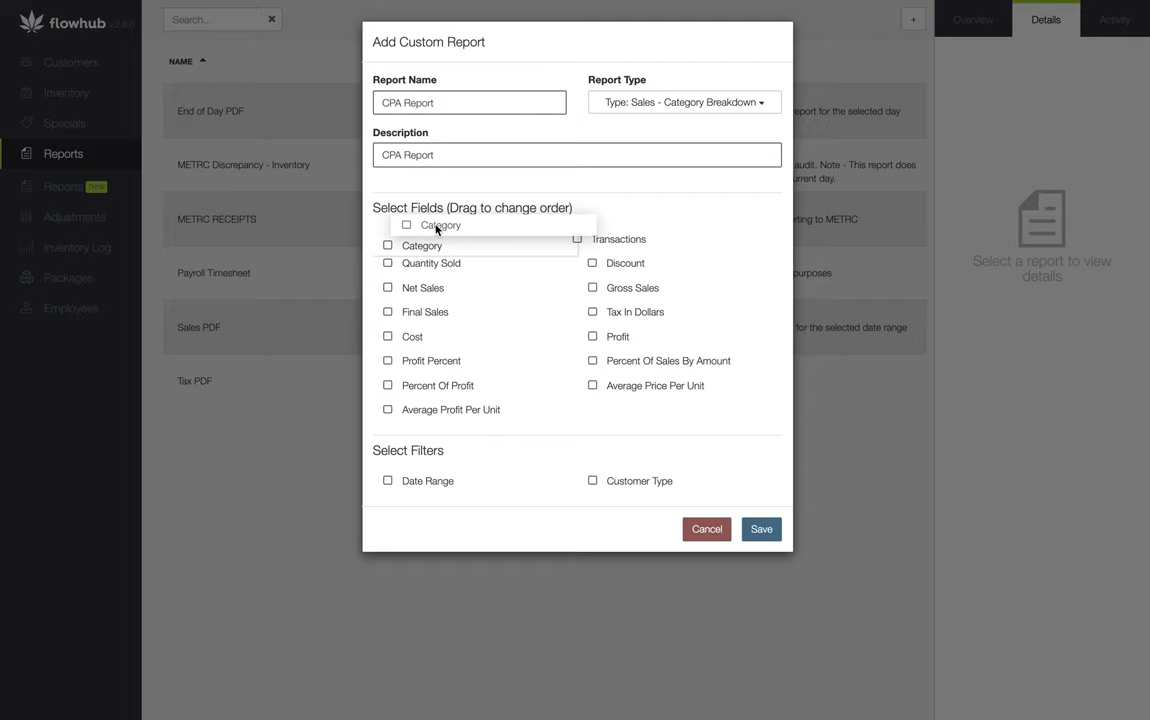 flowhub v2.8.0
Search...
+
Overview
Details
Activity
Customers
Inventory
Specials
Reports
Reports new
Adjustments
Inventory Log
Packages
Employees
NAME
End of Day PDF
eport for the selected day
METRC Discrepancy - Inventory
audit. Note - This report does
urrent day.
METRC RECEIPTS
rting to METRC
Payroll Timesheet
purposes
Sales PDF
for the selected date range
Tax PDF
Add Custom Report
Report Name
Report Type
CPA Report
Type: Sales - Category Breakdown
Description
CPA Report
Select Fields (Drag to change order)
Category
Transactions
Category
Quantity Sold
Discount
Net Sales
Gross Sales
Final Sales
Tax In Dollars
Cost
Profit
Profit Percent
Percent Of Sales By Amount
Percent Of Profit
Average Price Per Unit
Average Profit Per Unit
Select Filters
Date Range
Customer Type
Cancel
Save
Select a report to view
details